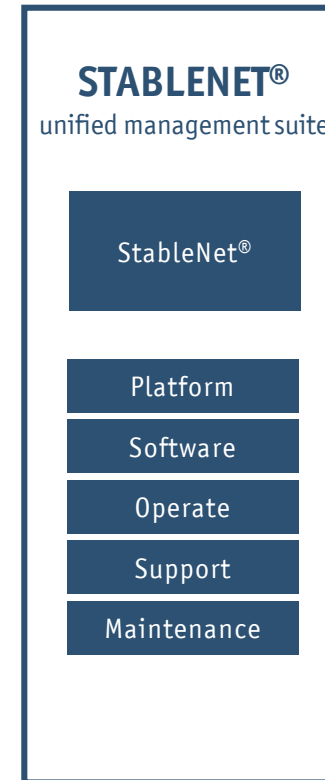 STABLENET®
unified management suite
StableNet®
Platform
Software
Operate
Support
Maintenance